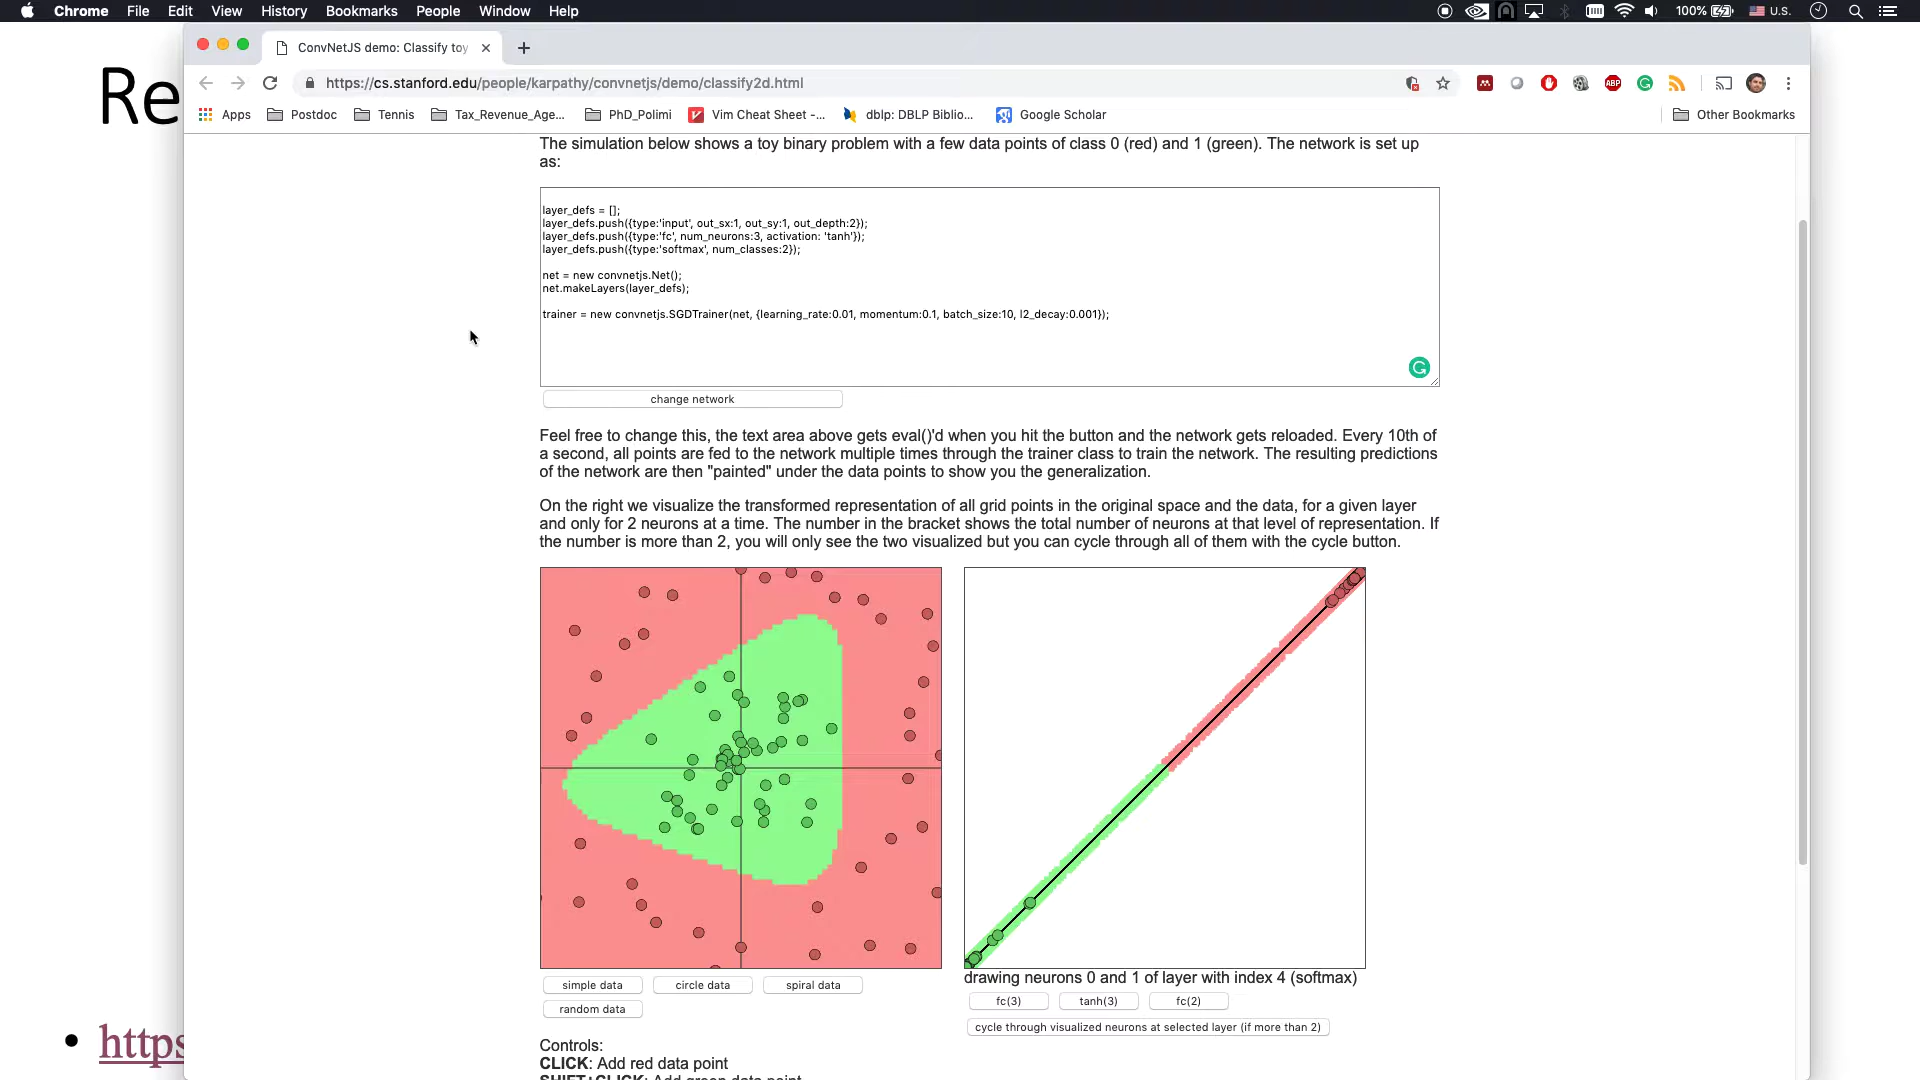 Chrome File Edit View History Bookmarks People Window Help 100% U.S.
ConvNetJS demo: Classify toy
https://cs.stanford.edu/people/karpathy/convnetjs/demo/classify2d.html
ABP
Apps Postdoc Tennis Tax_Revenue_Age... PhD_Polimi Vim Cheat Sheet -... dblp: DBLP Biblio... Google Scholar Other Bookmarks
Re
The simulation below shows a toy binary problem with a few data points of class 0 (red) and 1 (green). The network is set up
as:
layer_defs = [];
layer_defs.push({type:'input', out_sx:1, out_sy:1, out_depth:2});
layer_defs.push({type:'fc', num_neurons:3, activation: 'tanh'});
layer_defs.push({type:'softmax', num_classes:2});
net = new convnetjs.Net();
net.makeLayers(layer_defs);
trainer = new convnetjs.SGDTrainer(net, {learning_rate:0.01, momentum:0.1, batch_size:10, l2_decay:0.001});
change network
Feel free to change this, the text area above gets eval()'d when you hit the button and the network gets reloaded. Every 10th of
a second, all points are fed to the network multiple times through the trainer class to train the network. The resulting predictions
of the network are then "painted" under the data points to show you the generalization.
On the right we visualize the transformed representation of all grid points in the original space and the data, for a given layer
and only for 2 neurons at a time. The number in the bracket shows the total number of neurons at that level of representation. If
the number is more than 2, you will only see the two visualized but you can cycle through all of them with the cycle button.
drawing neurons 0 and 1 of layer with index 4 (softmax)
simple data circle data spiral data
random data
fc(3) tanh(3) fc(2)
cycle through visualized neurons at selected layer (if more than 2)
Controls:
CLICK: Add red data point
SHIFT+CLICK: Add green data point
• https